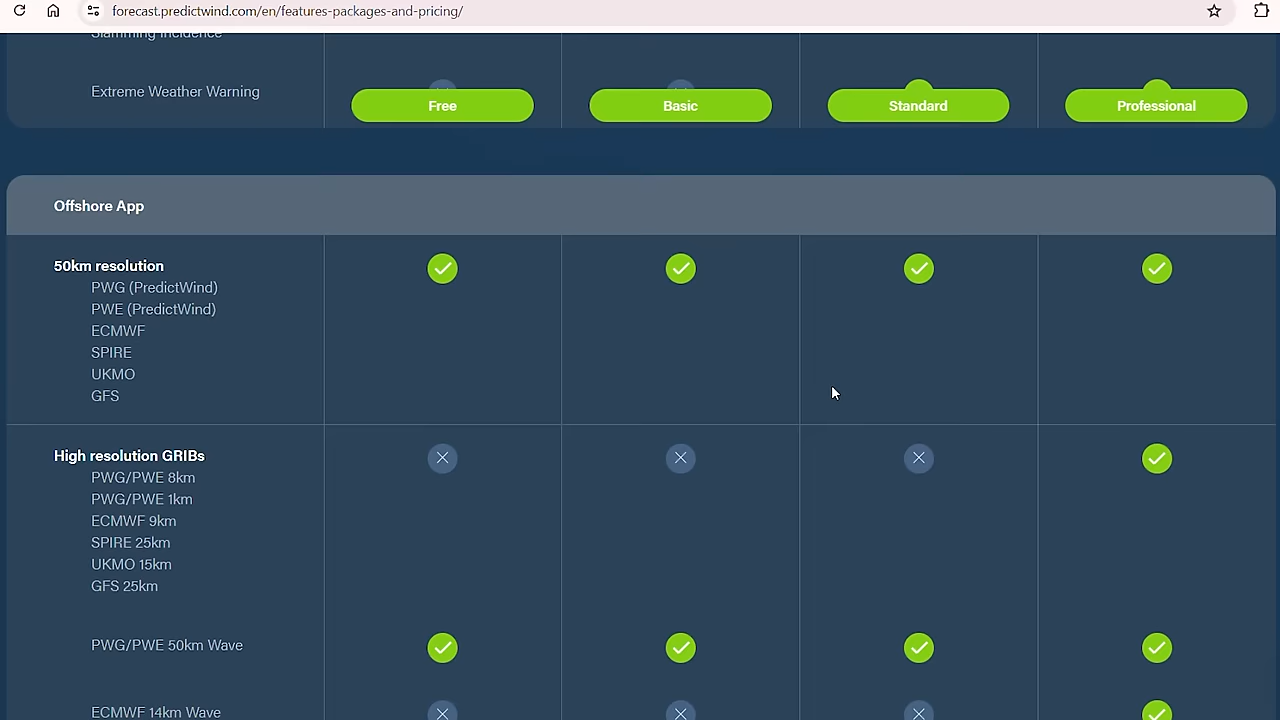 forecast.predictwind.com/en/features-packages-and-pricing/
Slamming Incidence
Extreme Weather Warning
Free
Basic
Standard
Professional
Offshore App
50km resolution
PWG (PredictWind)
PWE (PredictWind)
ECMWF
SPIRE
UKMO
GFS
High resolution GRIBs
PWG/PWE 8km
PWG/PWE 1km
ECMWF 9km
SPIRE 25km
UKMO 15km
GFS 25km
PWG/PWE 50km Wave
ECMWF 14km Wave